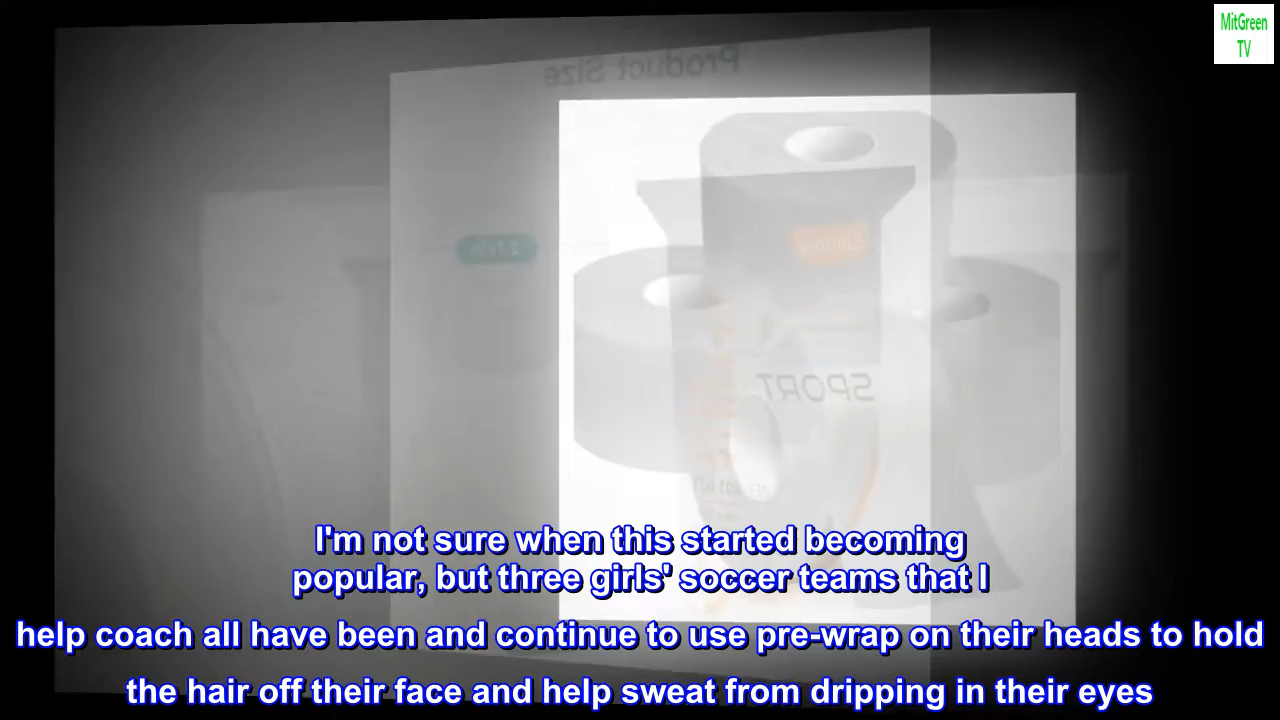 MitGreen
TV
Product Size
SPORT
I'm not sure when this started becoming
popular, but three girls' soccer teams that I
help coach all have been and continue to use pre-wrap on their heads to hold
the hair off their face and help sweat from dripping in their eyes